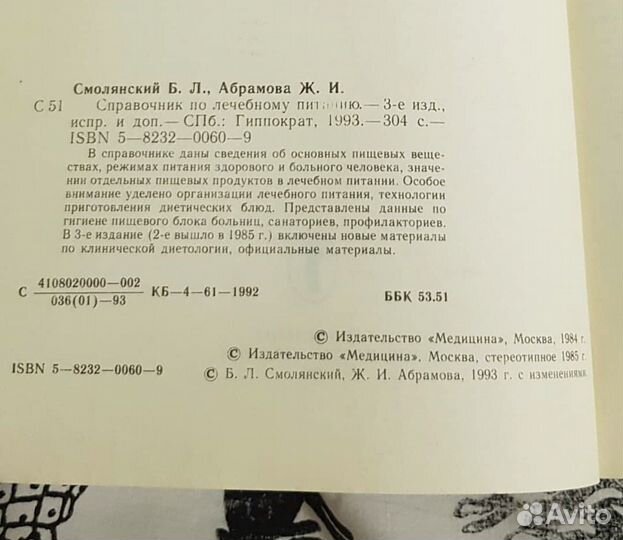 Смолянский Б. Л., Абрамова Ж. И.
С 51 Справочник по лечебному питанию.— 3-е изд.,
испр. и доп.— СПб.: Гиппократ, 1993.— 304 с.—
ISBN 5—8232—0060—9
В справочнике даны сведения об основных пищевых веще-
ствах, режимах питания здорового и больного человека, значе-
нии отдельных пищевых продуктов в лечебном питании. Особое
внимание уделено организации лечебного питания, технологии
приготовления диетических блюд. Представлены данные по
гигиене пищевого блока больниц, санаториев, профилакториев.
В 3-е издание (2-е вышло в 1985 г.) включены новые материалы
по клинической диетологии, официальные материалы.
С 4108020000—002
036(01)—93
КБ—4—61—1992
ББК 53.51
© Издательство «Медицина», Москва, 1984 г.
© Издательство «Медицина». Москва, стереотипное 1985 г.
ISBN 5—8232—0060—9
© Б. Л. Смолянский, Ж. И. Абрамова, 1993 г. с изменениями.
Avito